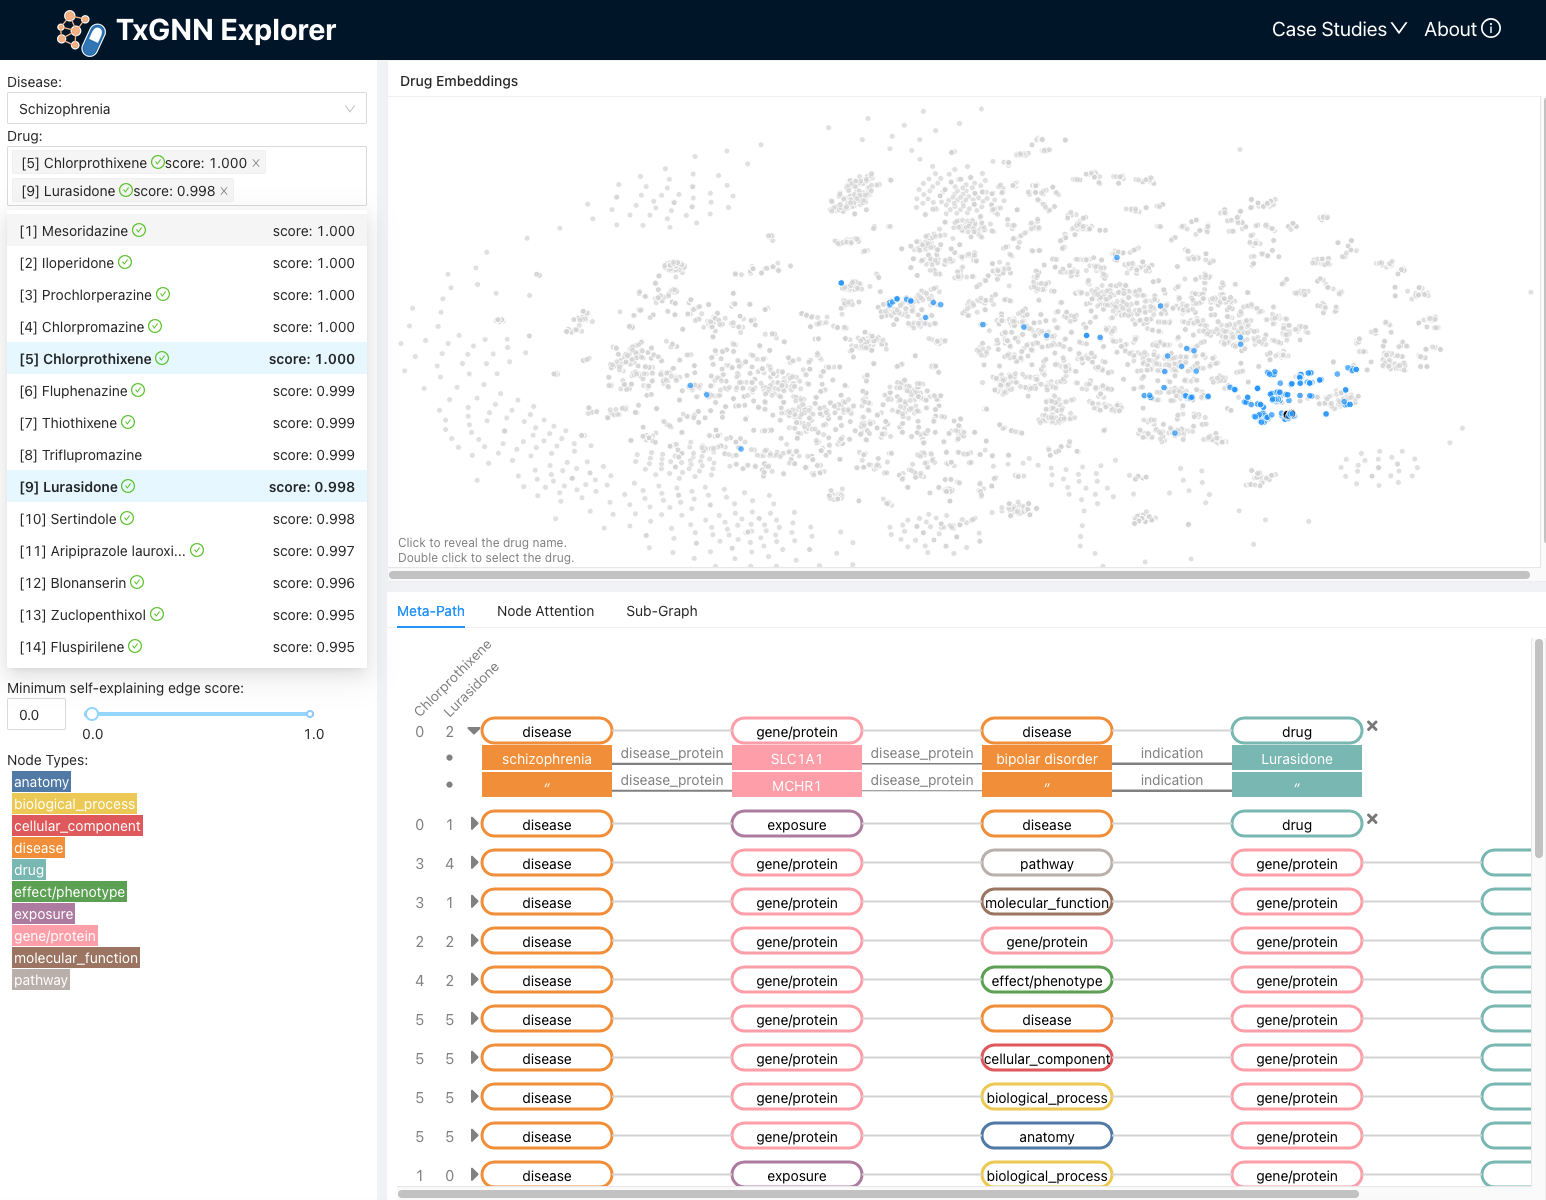 TxGNN Explorer
Case Studies About
Disease:
Schizophrenia
Drug:
[5] Chlorprothixene score: 1.000
[9] Lurasidone score: 0.998
[1] Mesoridazine score: 1.000
[2] Iloperidone score: 1.000
[3] Prochlorperazine score: 1.000
[4] Chlorpromazine score: 1.000
[5] Chlorprothixene score: 1.000
[6] Fluphenazine score: 0.999
[7] Thiothixene score: 0.999
[8] Triflupromazine score: 0.999
[9] Lurasidone score: 0.998
[10] Sertindole score: 0.998
[11] Aripiprazole lauroxi... score: 0.997
[12] Blonanserin score: 0.996
[13] Zuclopenthixol score: 0.995
[14] Fluspirilene score: 0.995
Minimum self-explaining edge score:
0.0
0.0 1.0
Node Types:
anatomy
biological_process
cellular_component
disease
drug
effect/phenotype
exposure
gene/protein
molecular_function
pathway
Drug Embeddings
Click to reveal the drug name.
Double click to select the drug.
Meta-Path Node Attention Sub-Graph
Chlorprothixene
Lurasidone
0 2 disease gene/protein disease drug
schizophrenia disease_protein SLC1A1 disease_protein bipolar disorder indication Lurasidone
〃 disease_protein MCHR1 disease_protein 〃 indication 〃
0 1 disease exposure disease drug
3 4 disease gene/protein pathway gene/protein
3 1 disease gene/protein molecular_function gene/protein
2 2 disease gene/protein gene/protein gene/protein
4 2 disease gene/protein effect/phenotype gene/protein
5 5 disease gene/protein disease gene/protein
5 5 disease gene/protein cellular_component gene/protein
5 5 disease gene/protein biological_process gene/protein
5 5 disease gene/protein anatomy gene/protein
1 0 disease exposure biological_process gene/protein